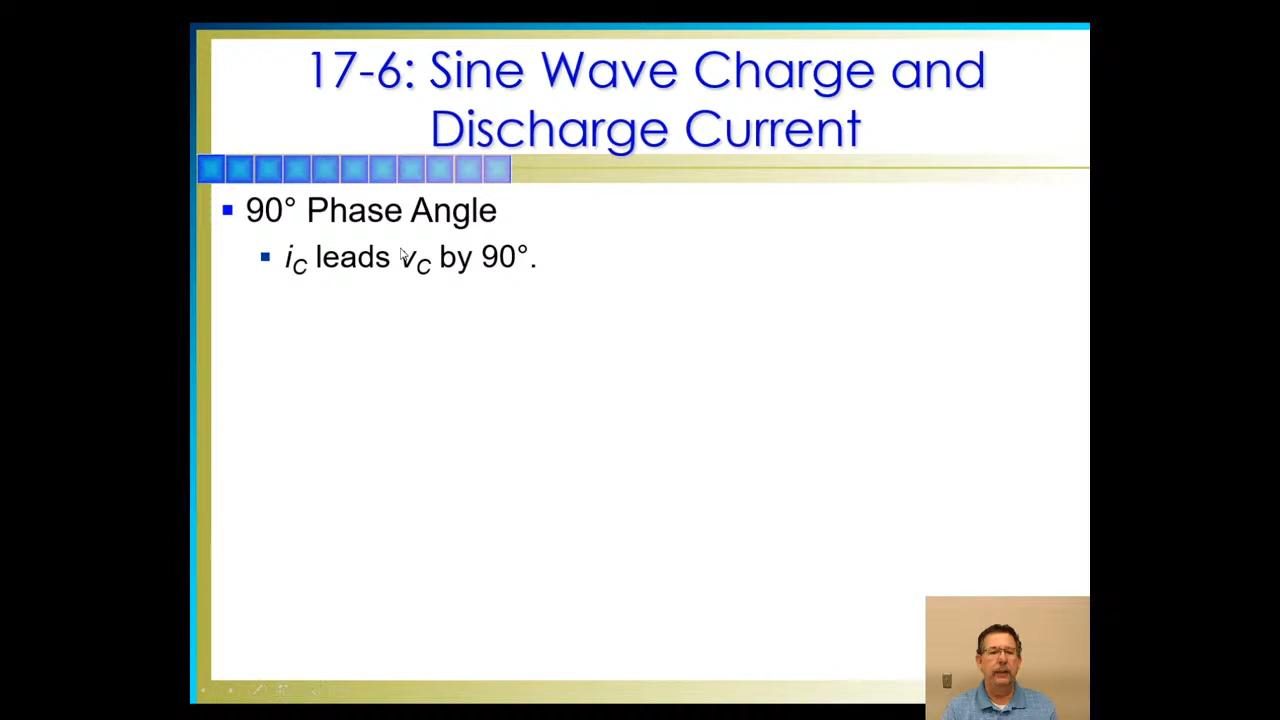 17-6: Sine Wave Charge and
Discharge Current
90° Phase Angle
iC leads vC by 90°.